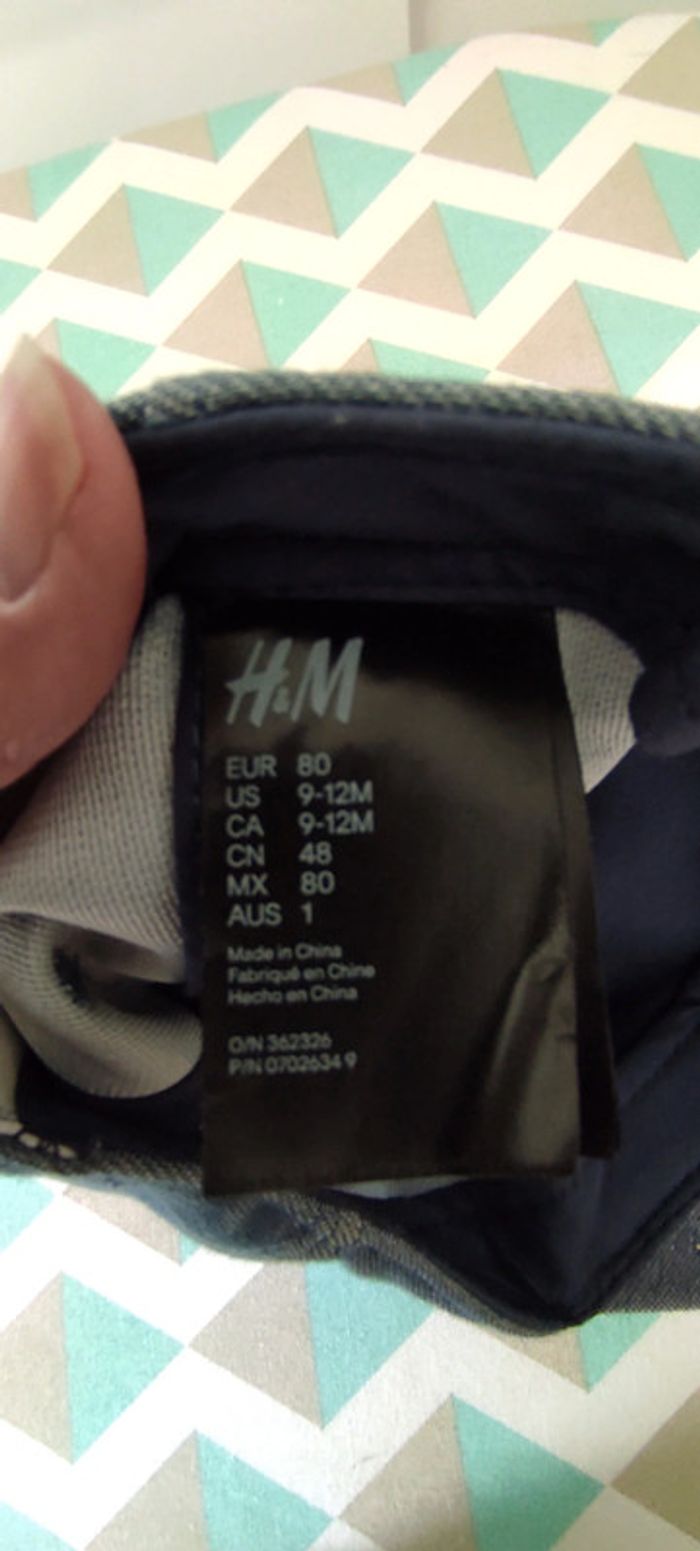 H&M
EUR 80
US 9-12M
CA 9-12M
CN 48
MX 80
AUS 1
Made in China
Fabriqué en Chine
Hecho en China
O/N 362326
P/N 0702634 9